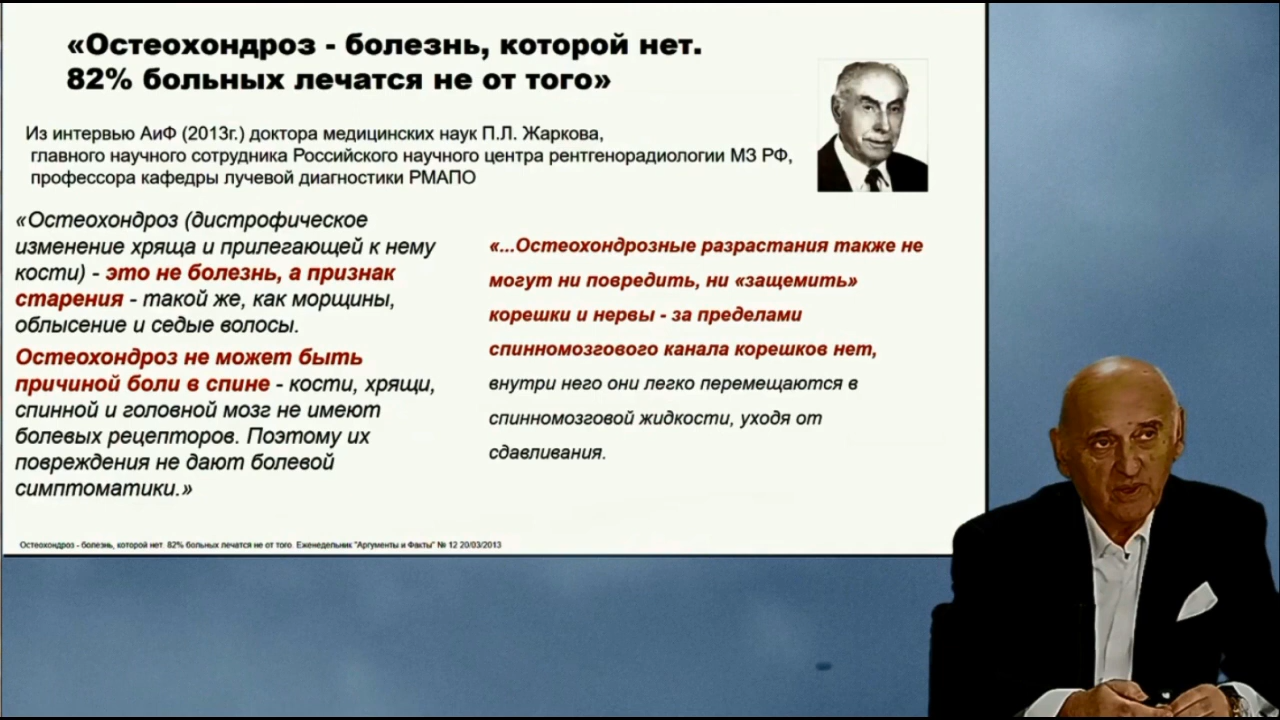 «Остеохондроз - болезнь, которой нет.
82% больных лечатся не от того»
Из интервью АиФ (2013г.) доктора медицинских наук П.Л. Жаркова,
главного научного сотрудника Российского научного центра рентгенорадиологии МЗ РФ,
профессора кафедры лучевой диагностики РМАПО
«Остеохондроз (дистрофическое
изменение хряща и прилегающей к нему
кости) - это не болезнь, а признак
старения - такой же, как морщины,
облысение и седые волосы.
Остеохондроз не может быть
причиной боли в спине - кости, хрящи,
спинной и головной мозг не имеют
болевых рецепторов. Поэтому их
повреждения не дают болевой
симптоматики.»
«...Остеохондрозные разрастания также не
могут ни повредить, ни «защемить»
корешки и нервы - за пределами
спинномозгового канала корешков нет,
внутри него они легко перемещаются в
спинномозговой жидкости, уходя от
сдавливания.
Остеохондроз - болезнь, которой нет. 82% больных лечатся не от того. Еженедельник "Аргументы и Факты" № 12 20/03/2013